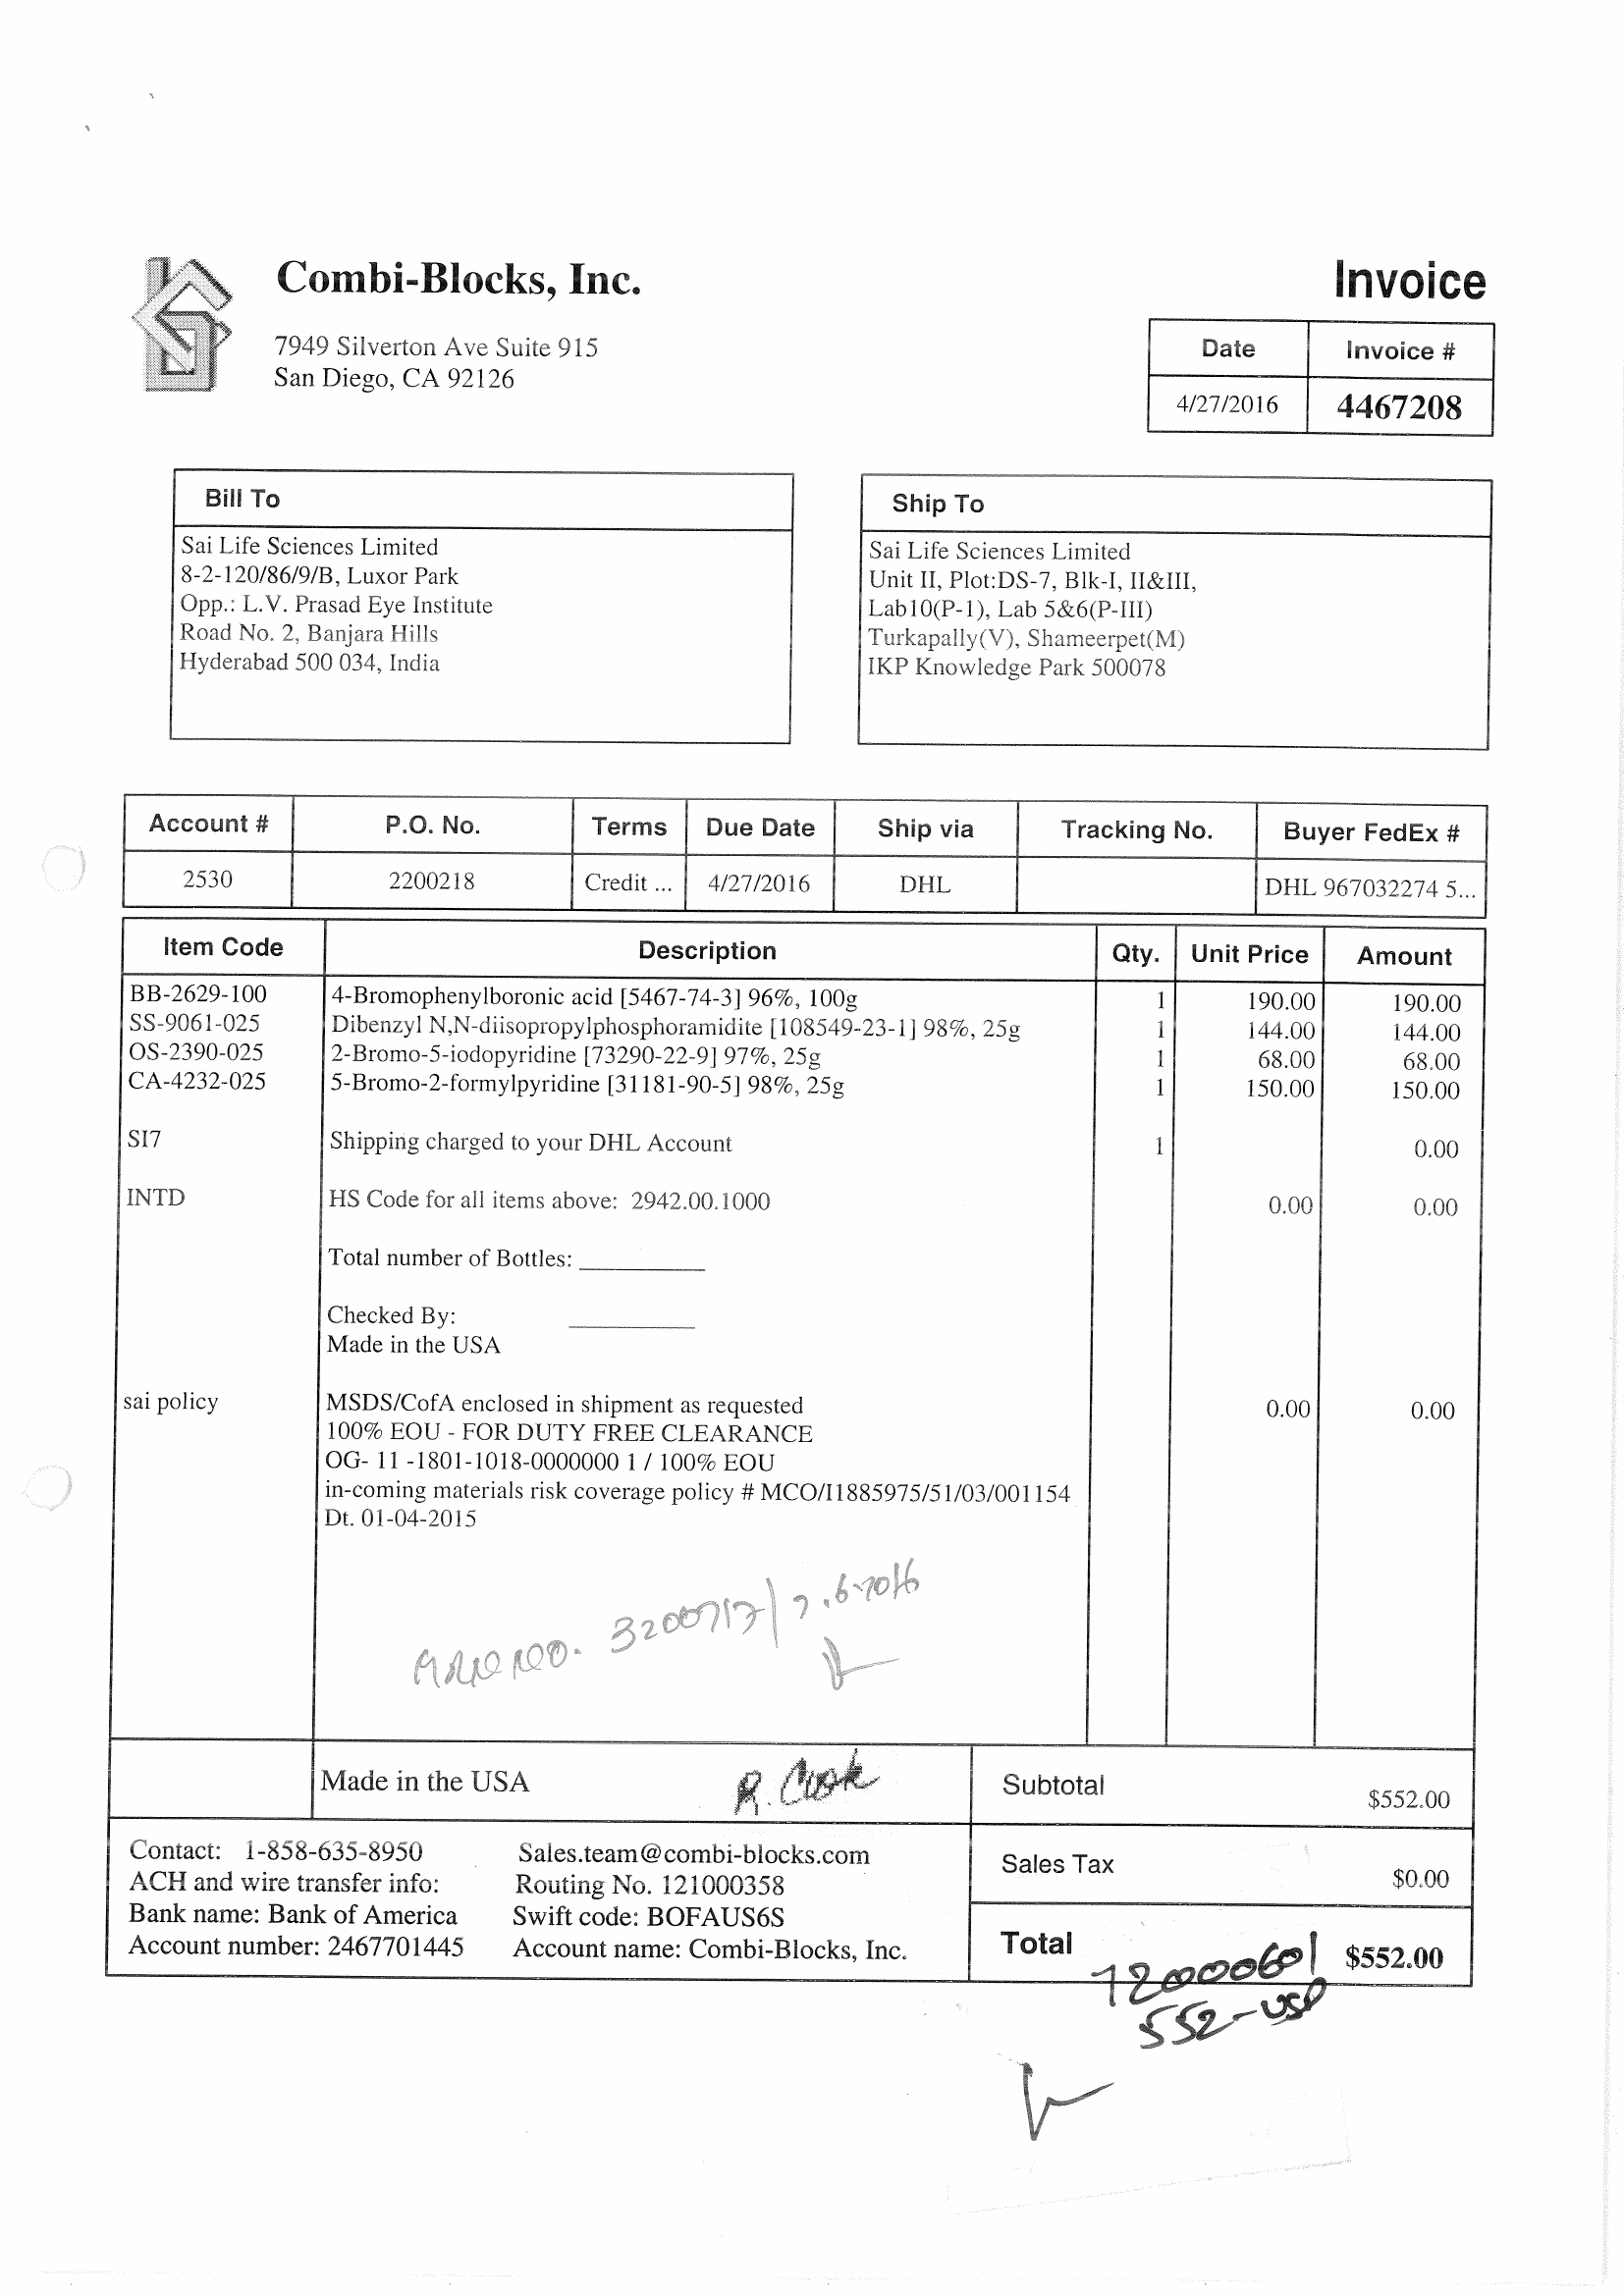 Combi-Blocks, Inc.
7949 Silverton Ave Suite 915
San Diego, CA 92126
Invoice
Date Invoice #
4/27/2016 4467208
Bill To
Sai Life Sciences Limited
8-2-120/86/9/B, Luxor Park
Opp.: L.V. Prasad Eye Institute
Road No. 2, Banjara Hills
Hyderabad 500 034, India
Ship To
Sai Life Sciences Limited
Unit II, Plot:DS-7, Blk-I, II&III,
Lab10(P-1), Lab 5&6(P-III)
Turkapally(V), Shameerpet(M)
IKP Knowledge Park 500078
Account # P.O. No. Terms Due Date Ship via Tracking No. Buyer FedEx #
2530 2200218 Credit ... 4/27/2016 DHL DHL 967032274 5...
Item Code Description Qty. Unit Price Amount
BB-2629-100 4-Bromophenylboronic acid [5467-74-3] 96%, 100g 1 190.00 190.00
SS-9061-025 Dibenzyl N,N-diisopropylphosphoramidite [108549-23-1] 98%, 25g 1 144.00 144.00
OS-2390-025 2-Bromo-5-iodopyridine [73290-22-9] 97%, 25g 1 68.00 68.00
CA-4232-025 5-Bromo-2-formylpyridine [31181-90-5] 98%, 25g 1 150.00 150.00
SI7 Shipping charged to your DHL Account 1 0.00
INTD HS Code for all items above: 2942.00.1000 0.00 0.00
Total number of Bottles:
Checked By:
Made in the USA
sai policy MSDS/CofA enclosed in shipment as requested 0.00 0.00
100% EOU - FOR DUTY FREE CLEARANCE
OG- 11 -1801-1018-0000000 1 / 100% EOU
in-coming materials risk coverage policy # MCO/I1885975/51/03/001154
Dt. 01-04-2015
NO. 3200717/7.6.2016
Made in the USA R. Cook
Subtotal $552.00
Sales Tax $0.00
Total $552.00
Contact: 1-858-635-8950 Sales.team@combi-blocks.com
ACH and wire transfer info: Routing No. 121000358
Bank name: Bank of America Swift code: BOFAUS6S
Account number: 2467701445 Account name: Combi-Blocks, Inc.
72000601
552-USD